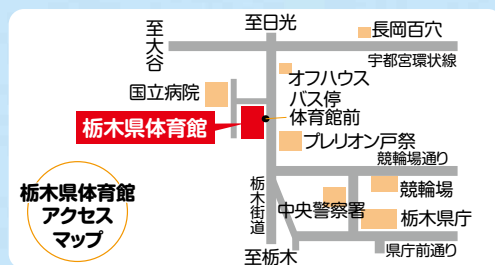 至日光
至大谷
長岡百穴
宇都宮環状線
オフハウス
国立病院
バス停
体育館前
栃木県体育館
プレリオン戸祭
競輪場通り
栃木県体育館
アクセス
マップ
栃木街道
競輪場
中央警察署
栃木県庁
県庁前通り
至栃木